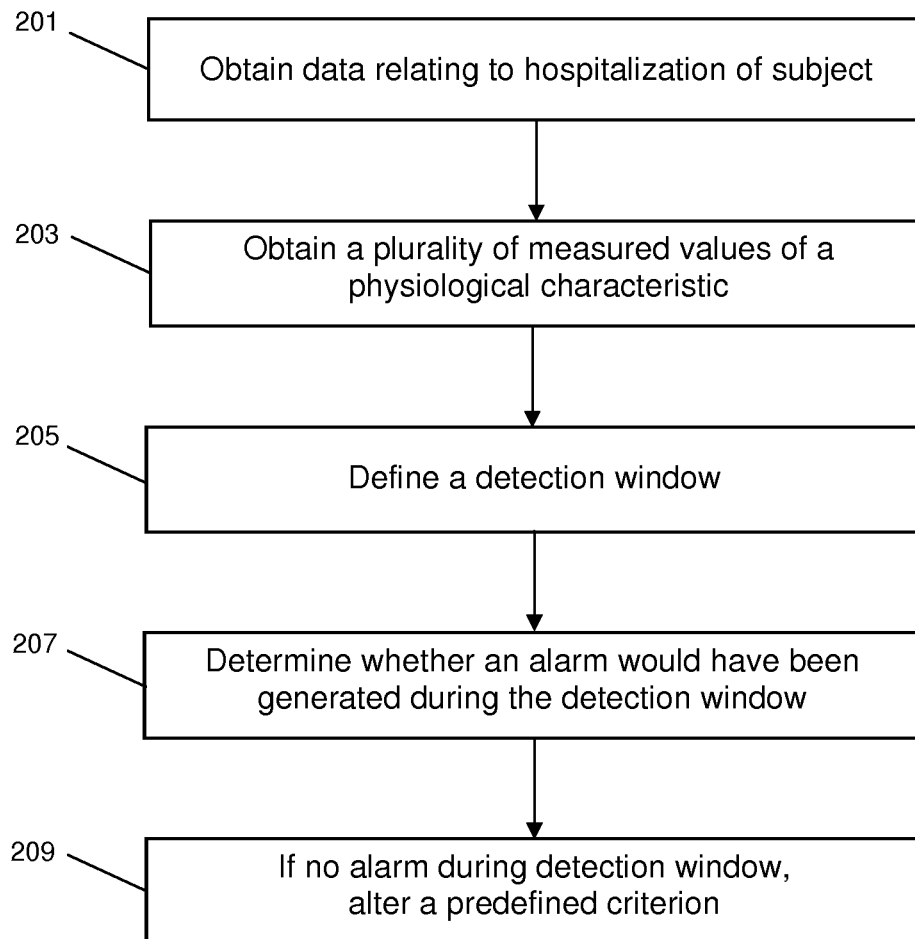 201
Obtain data relating to hospitalization of subject
203
Obtain a plurality of measured values of a
physiological characteristic
205
Define a detection window
207
Determine whether an alarm would have been
generated during the detection window
209
If no alarm during detection window,
alter a predefined criterion